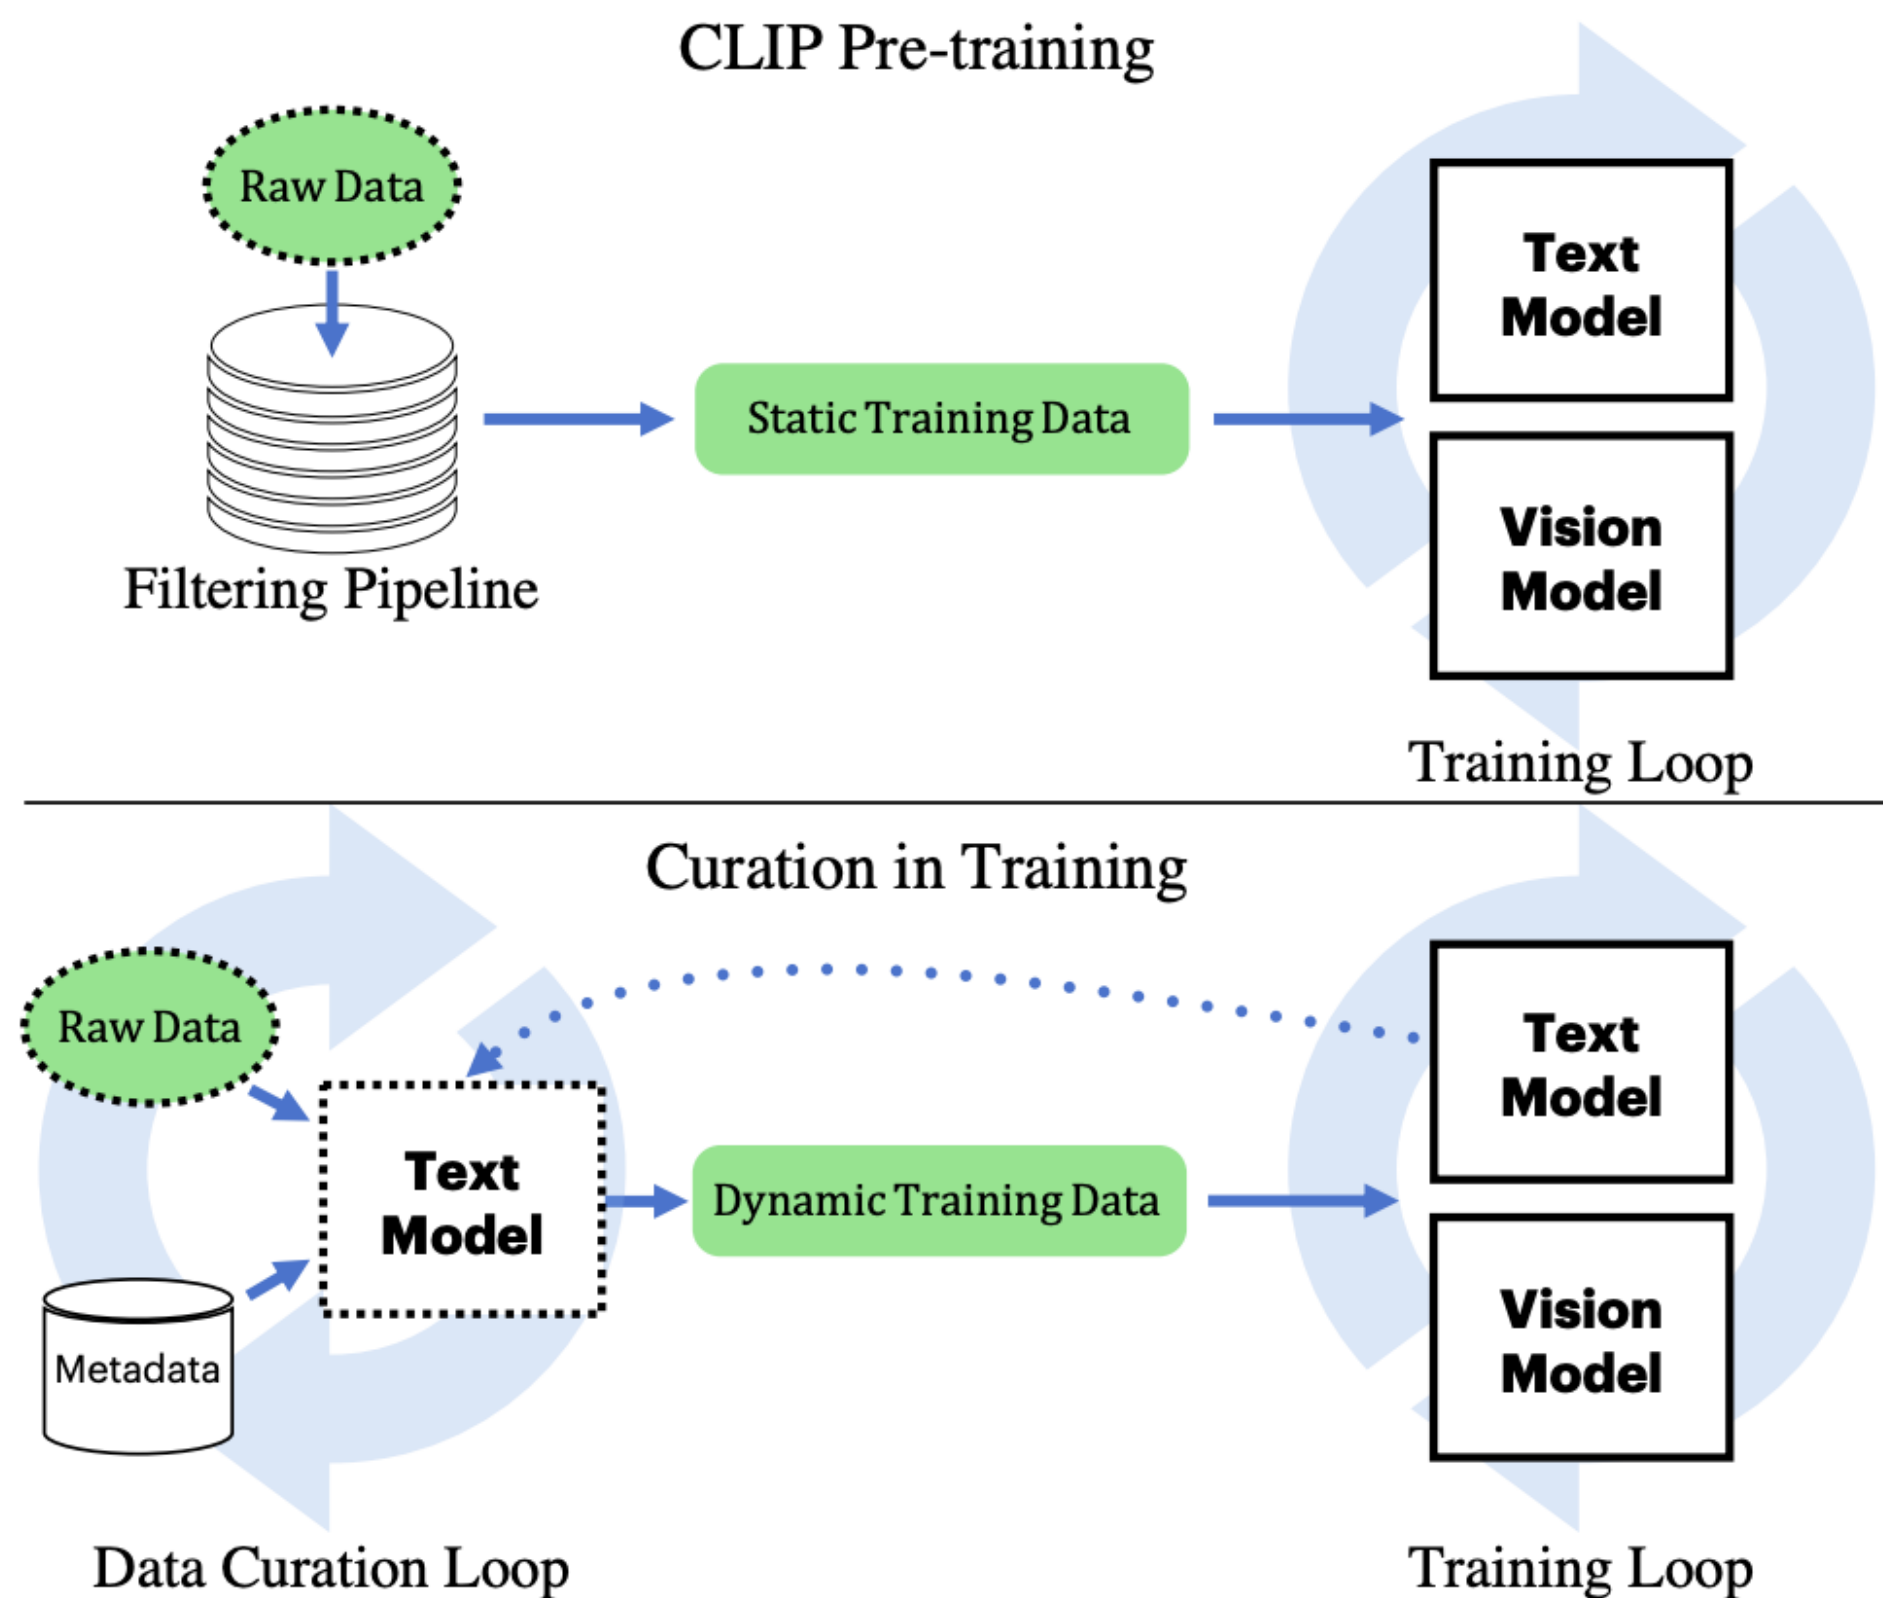 CLIP Pre-training
Raw Data
Filtering Pipeline
Static Training Data
Text
Model
Vision
Model
Training Loop
Curation in Training
Raw Data
Metadata
Text
Model
Data Curation Loop
Dynamic Training Data
Text
Model
Vision
Model
Training Loop